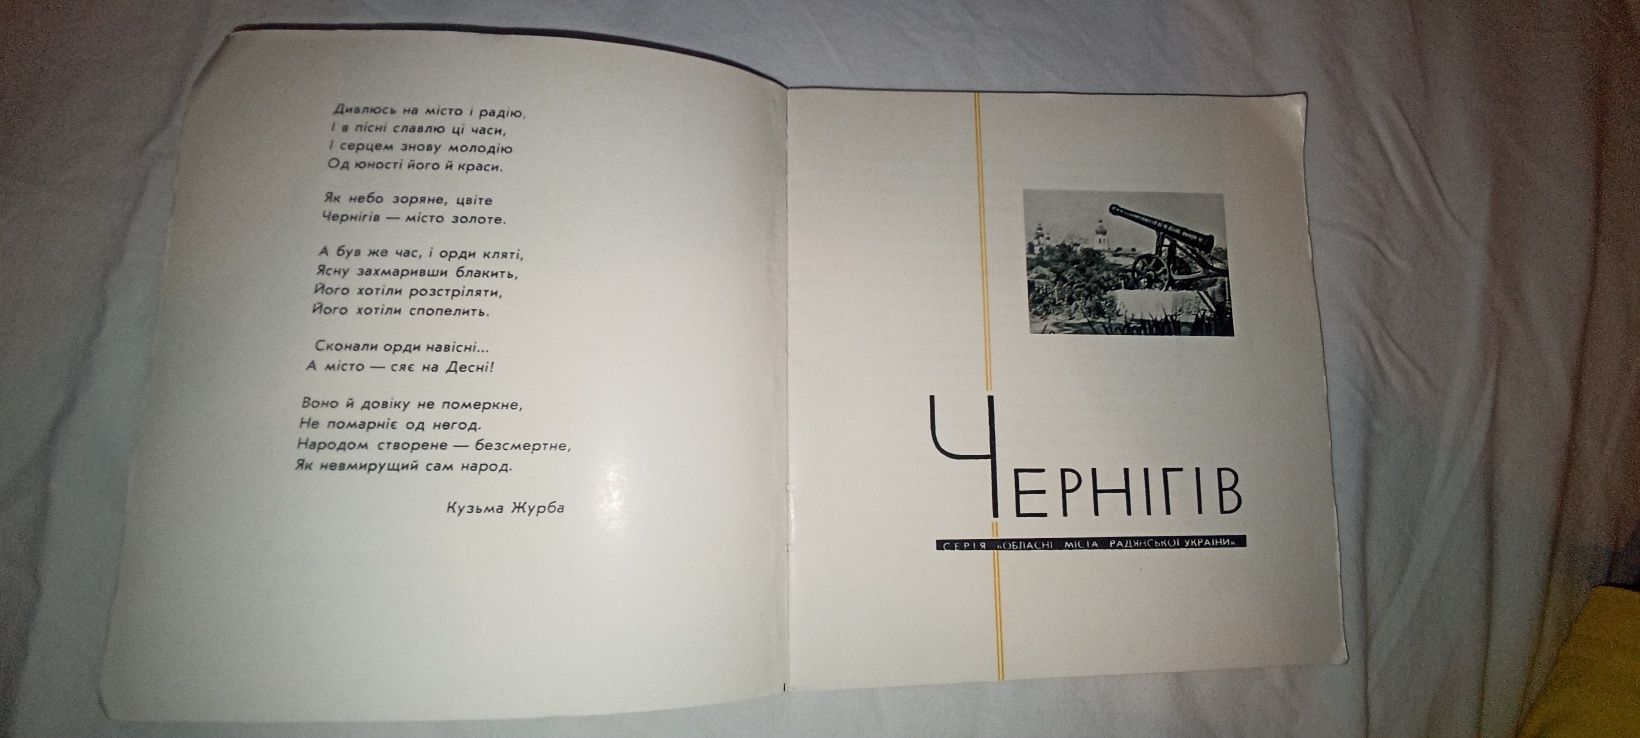 Дивлюсь на місто і радію,
І в пісні славлю ці часи,
І серцем знову молодію
Од юності його й краси.
Як небо зоряне, цвіте
Чернігів — місто золоте.
А був же час, і орди кляті,
Ясну захмаривши блакить,
Його хотіли розстріляти,
Його хотіли спопелить.
Сконали орди навісні...
А місто — сяє на Десні!
Воно й довіку не померкне,
Не помарніє од негод.
Народом створене — безсмертне,
Як невмирущий сам народ.
Кузьма Журба
ЧЕРНІГІВ
СЕРІЯ «ОБЛАСНІ МІСТА РАДЯНСЬКОЇ УКРАЇНИ»